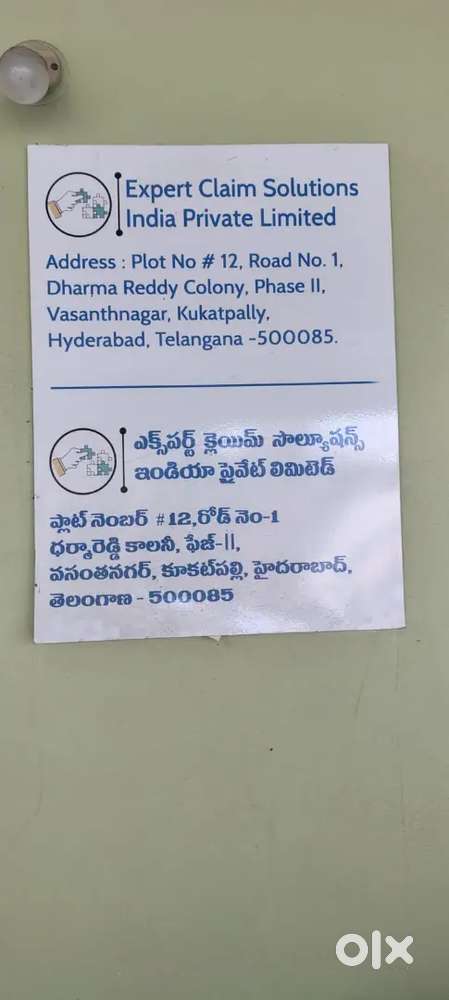 Expert Claim Solutions
India Private Limited
Address : Plot No # 12, Road No. 1,
Dharma Reddy Colony, Phase II,
Vasanthnagar, Kukatpally,
Hyderabad, Telangana -500085.
ఎక్స్‌పర్ట్ క్లెయిమ్ సొల్యూషన్స్
ఇండియా ప్రైవేట్ లిమిటెడ్
ప్లాట్ నెంబర్ #12,రోడ్ నెం-1
ధర్మారెడ్డి కాలనీ, ఫేజ్-II,
వసంతనగర్, కూకట్‌పల్లి, హైదరాబాద్,
తెలంగాణ - 500085
olx